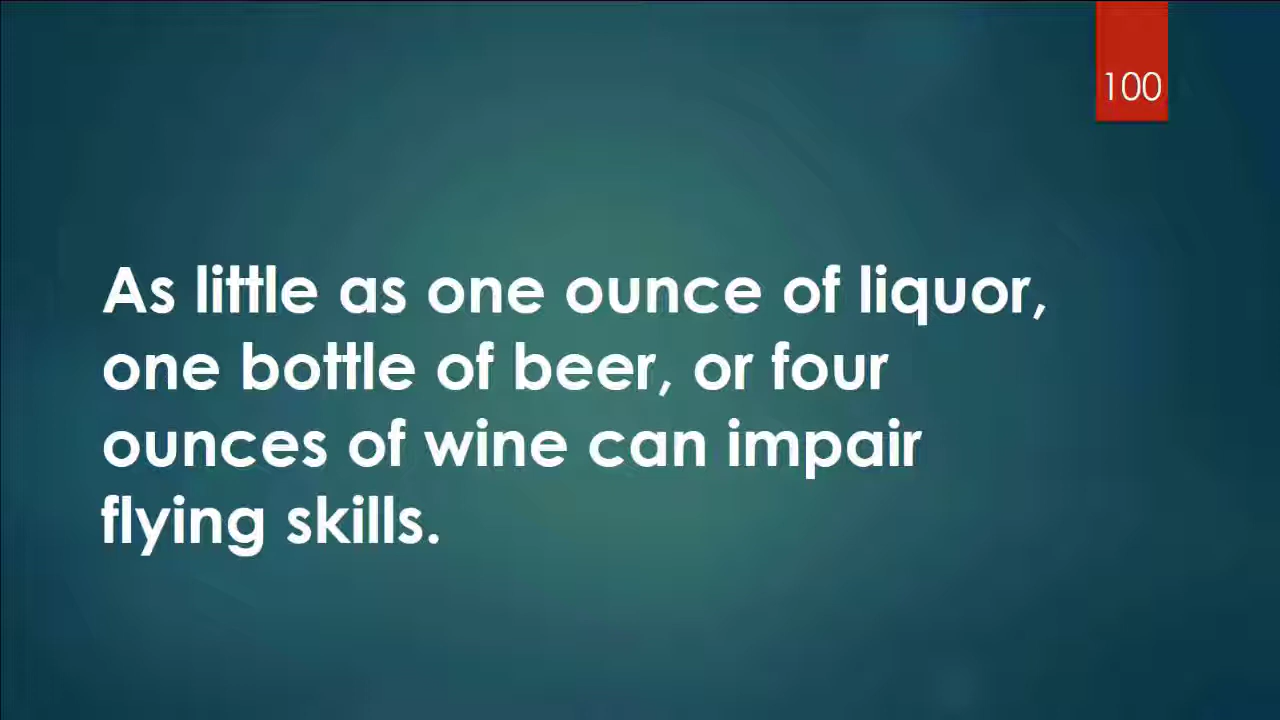 100
As little as one ounce of liquor,
one bottle of beer, or four
ounces of wine can impair
flying skills.